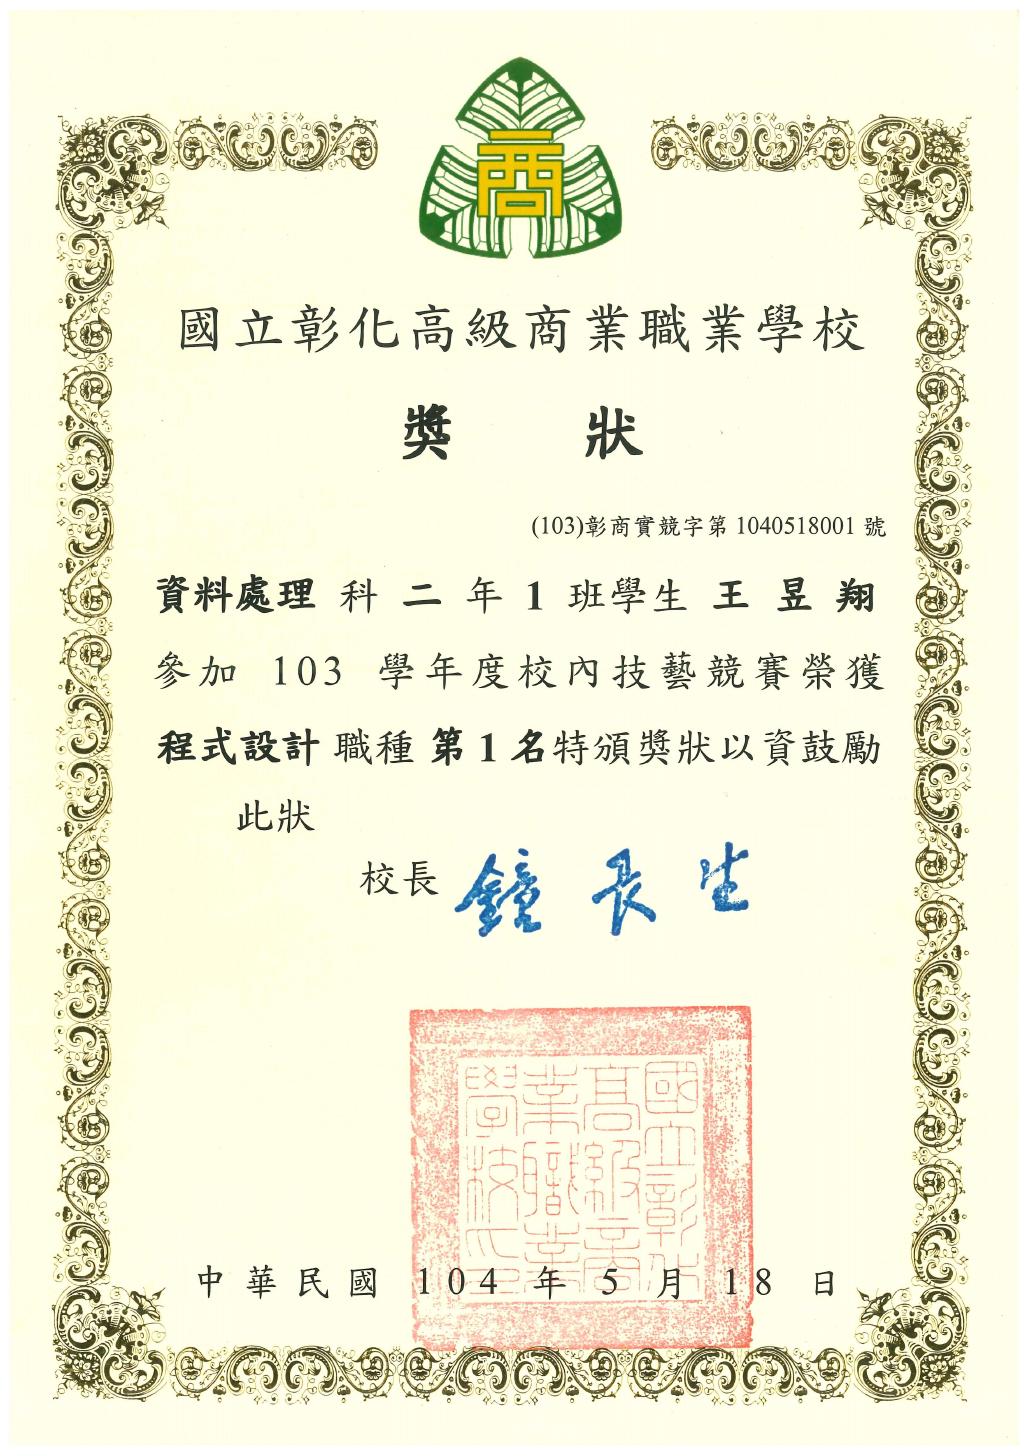 商
國立彰化高級商業職業學校
獎 狀
(103)彰商實競字第 1040518001 號
資料處理 科 二 年 1 班學生 王 昱 翔
參加 103 學年度校內技藝競賽榮獲
程式設計 職種 第 1 名特頒獎狀以資鼓勵
此狀
校長 鐘 長 生
國立彰化
高級商
業職業
學校印
中 華 民 國 104 年 5 月 18 日